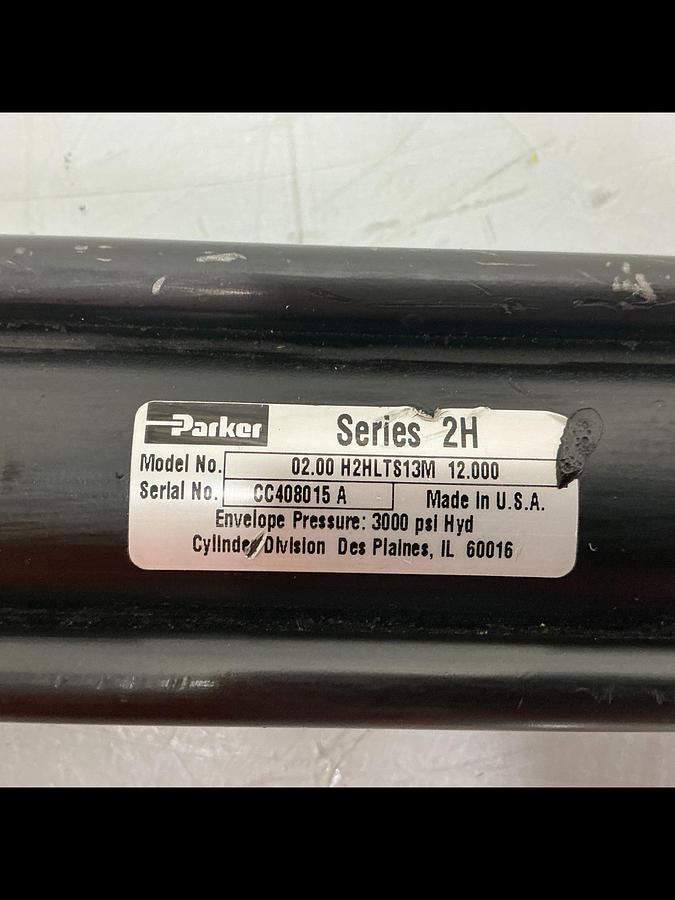 Parker Series 2H
Model No. 02.00 H2HLTS13M 12.000
Serial No. CC408015 A Made In U.S.A.
Envelope Pressure: 3000 psi Hyd
Cylinder Division Des Plaines, IL 60016